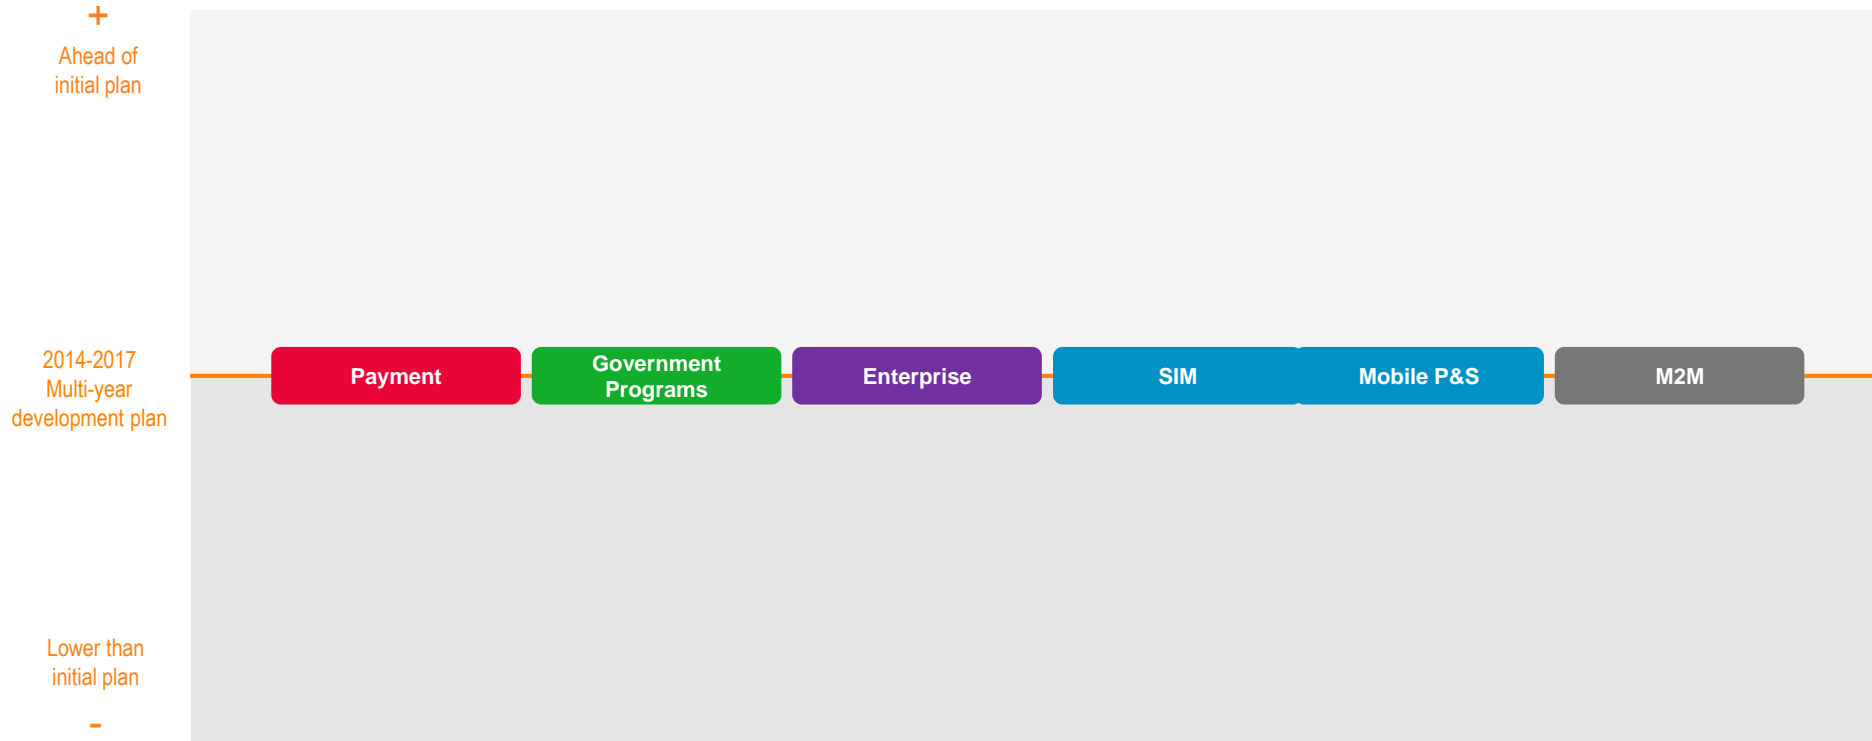 +
Ahead of
initial plan
2014-2017
Multi-year
development plan
Payment
Government
Programs
Enterprise
SIM
Mobile P&S
M2M
Lower than
initial plan
-